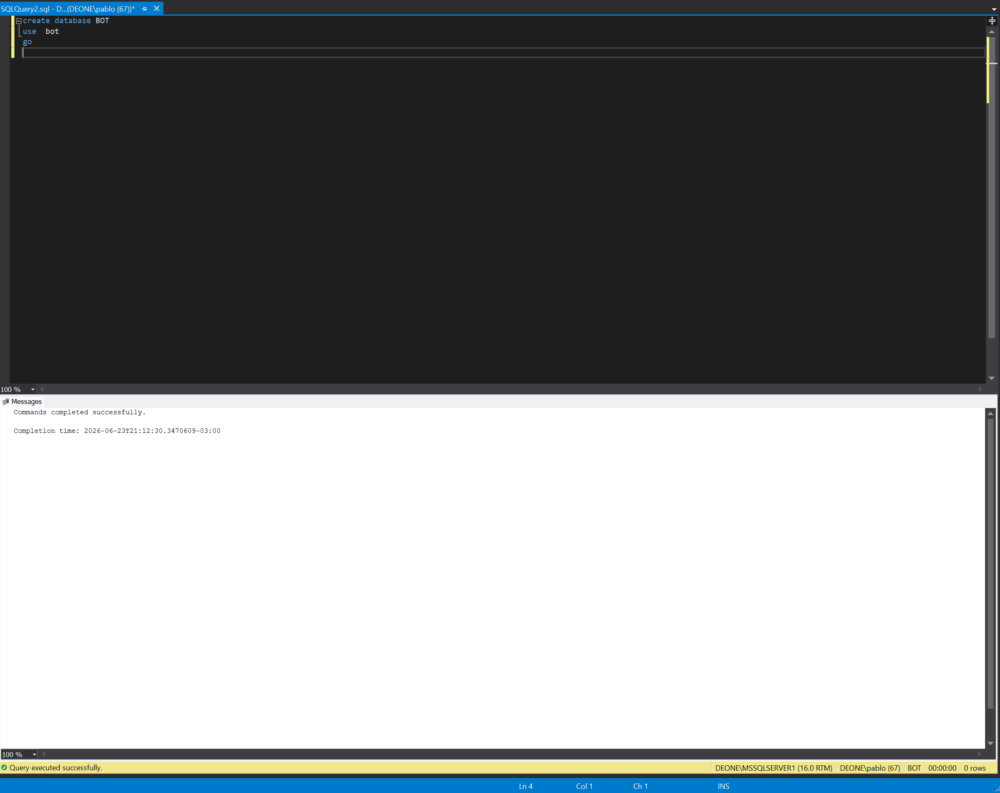 SQLQuery2.sql - D...(DEONE\pablo (67))*
create database BOT
use  bot
go
100 %
Messages
Commands completed successfully.
Completion time: 2026-06-23T21:12:30.3470609-03:00
100 %
Query executed successfully.
DEONE\MSSQLSERVER1 (16.0 RTM)
DEONE\pablo (67)
BOT
00:00:00
0 rows
Ln 4
Col 1
Ch 1
INS